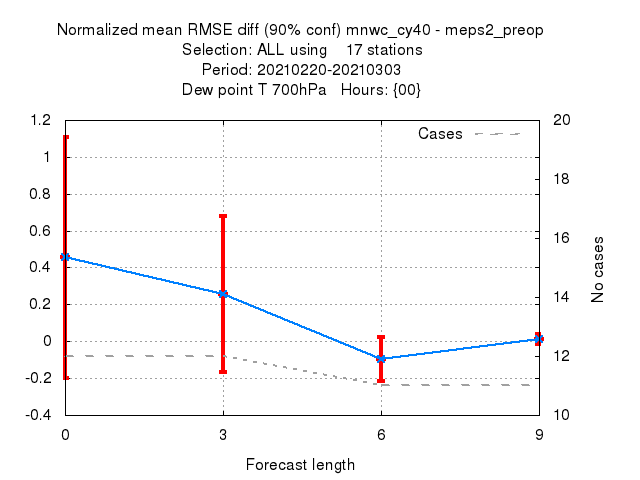 Normalized mean RMSE diff (90% conf) mnwc_cy40 - meps2_preop
Selection: ALL using 17 stations
Period: 20210220-20210303
Dew point T 700hPa Hours: {00}
Cases
1.2
1
0.8
0.6
0.4
0.2
0
-0.2
-0.4
20
18
16
14
12
10
No cases
0 3 6 9
Forecast length